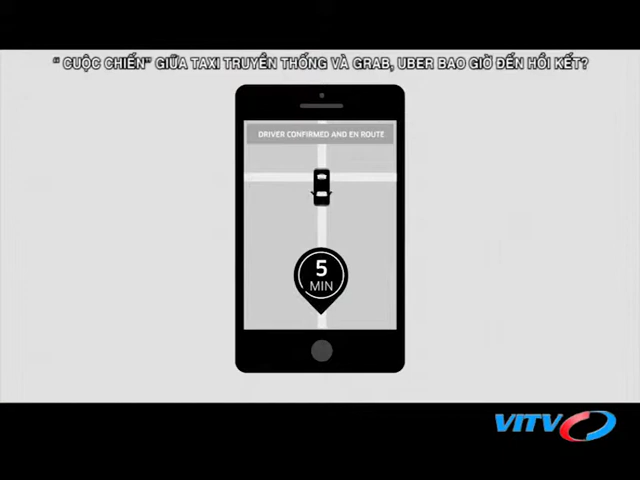 “ CUỘC CHIẾN” GIỮA TAXI TRUYỀN THỐNG VÀ GRAB, UBER BAO GIỜ ĐẾN HỒI KẾT?
DRIVER CONFIRMED AND EN ROUTE
5
MIN
VITV